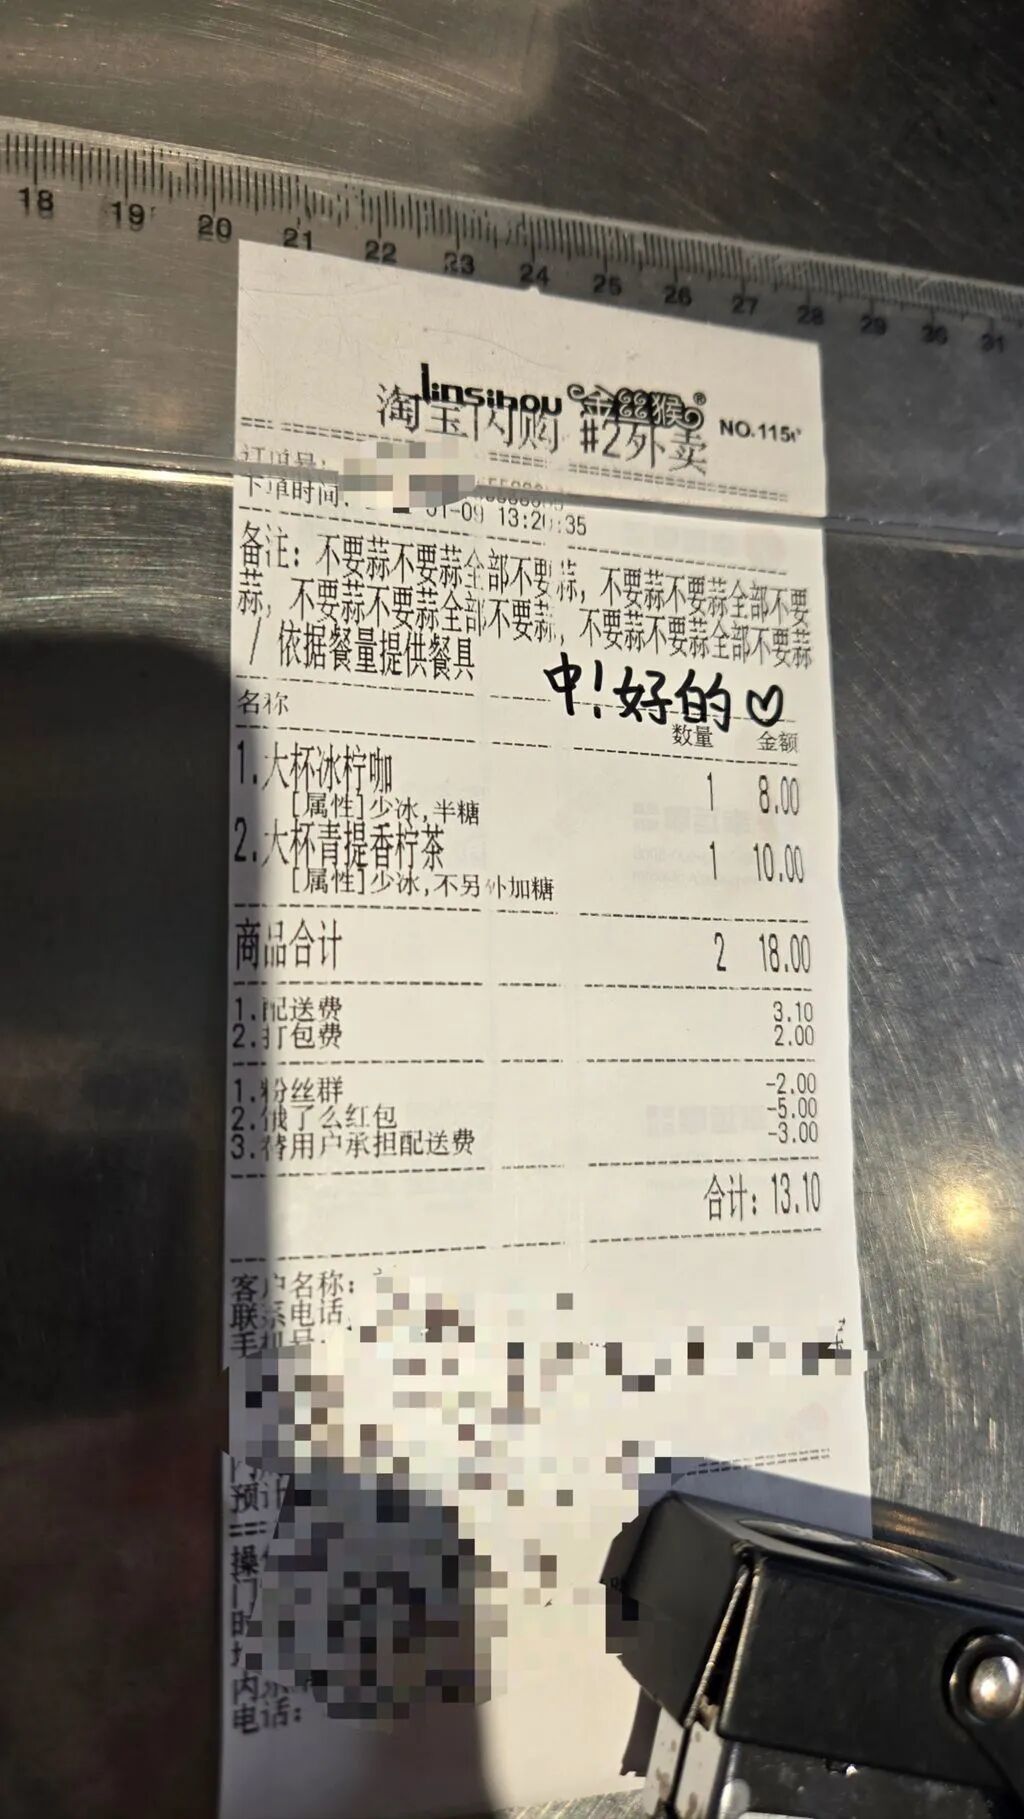 18 19 20 21 22 23 24 25 26 27 28 29 30 31
linsihou 金丝猴® NO.115
淘宝闪购 #2外卖
订单号:
下单时间: 01-09 13:20:35
备注: 不要蒜不要蒜全部不要蒜, 不要蒜不要蒜全部不要
蒜, 不要蒜不要蒜全部不要蒜, 不要蒜不要蒜全部不要蒜
/ 依据餐量提供餐具
中!好的♡
名称 数量 金额
1.大杯冰柠咖 1 8.00
[属性]少冰,半糖
2.大杯青提香柠茶 1 10.00
[属性]少冰,不另外加糖
商品合计 2 18.00
1.配送费 3.10
2.打包费 2.00
1.粉丝群 -2.00
2.饿了么红包 -5.00
3.替用户承担配送费 -3.00
合计: 13.10
客户名称:
联系电话
手机号:
电话: